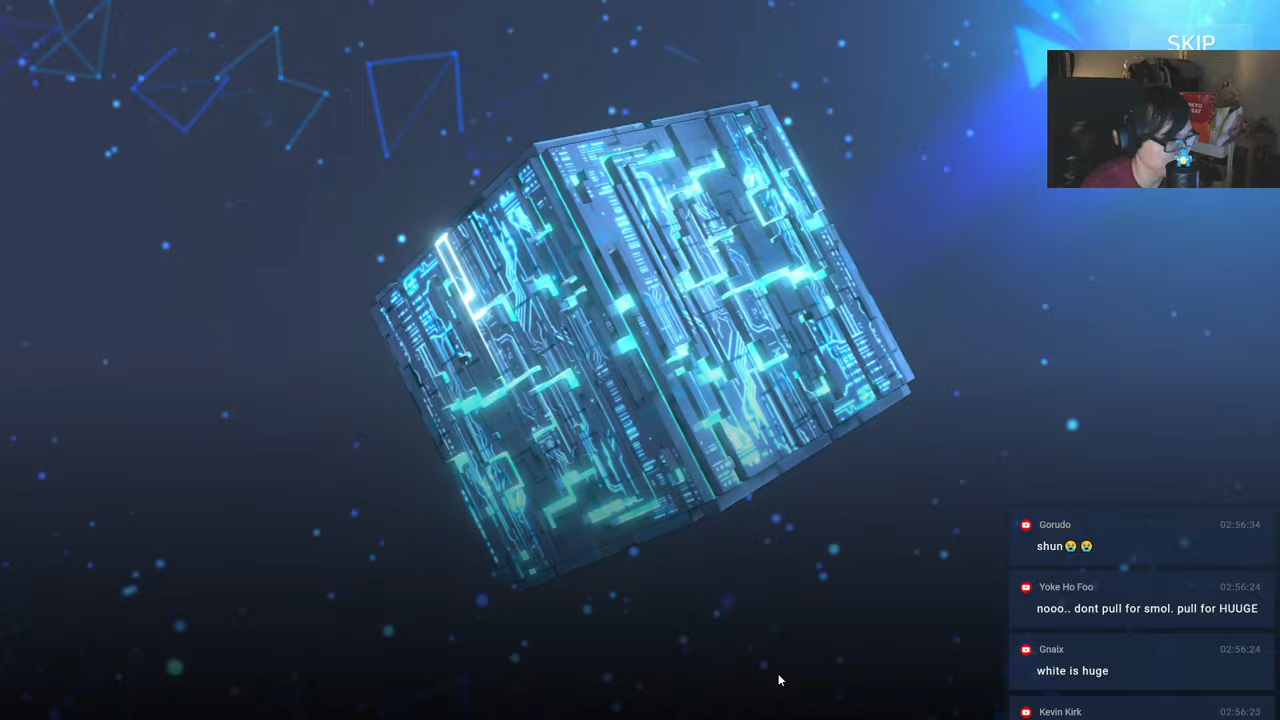 SKIP
Gorudo 02:56:34
shun😭 😭
Yoke Ho Foo 02:56:24
nooo.. dont pull for smol. pull for HUUGE
Gnaix 02:56:24
white is huge
Kevin Kirk 02:56:23